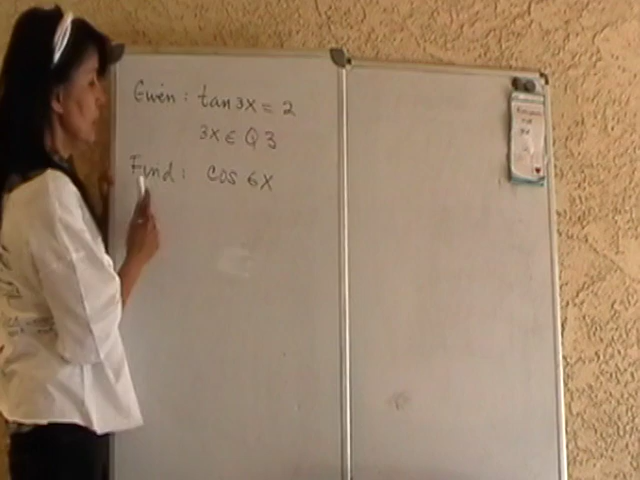 Given: tan 3x = 2
3x ∈ Q 3
Find: cos 6x